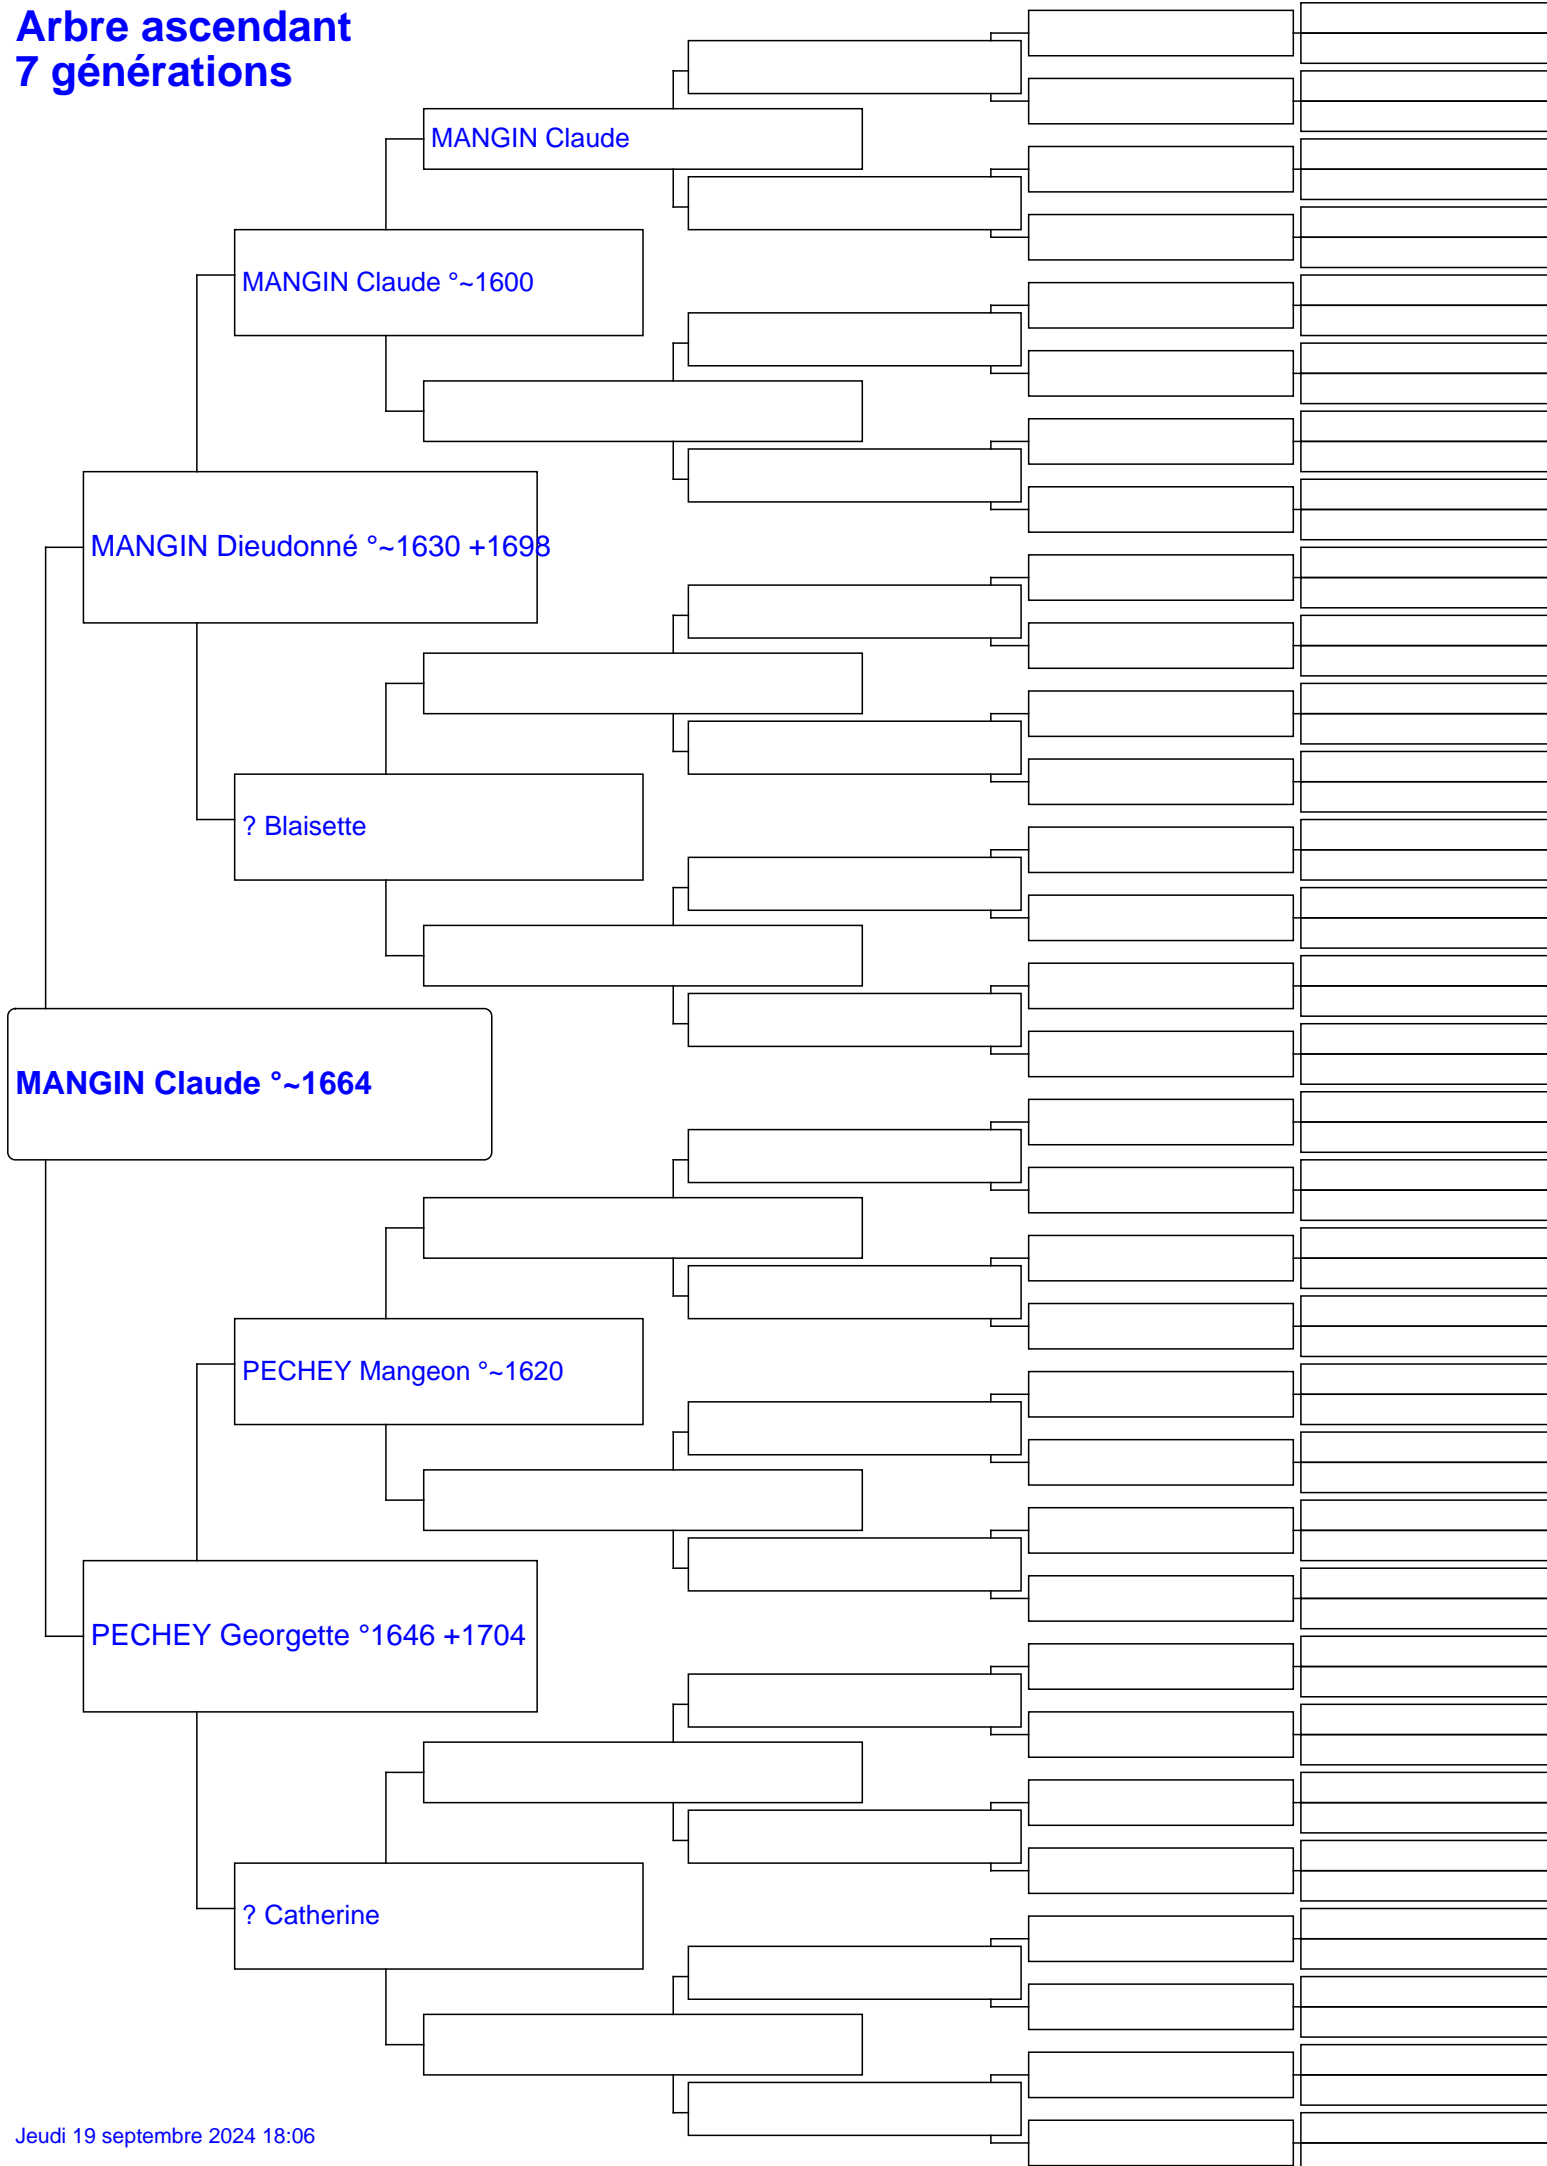 Arbre ascendant
7 générations
MANGIN Claude
MANGIN Claude °~1600
MANGIN Dieudonné °~1630 +1698
? Blaisette
MANGIN Claude °~1664
PECHEY Mangeon °~1620
PECHEY Georgette °1646 +1704
? Catherine
Jeudi 19 septembre 2024 18:06